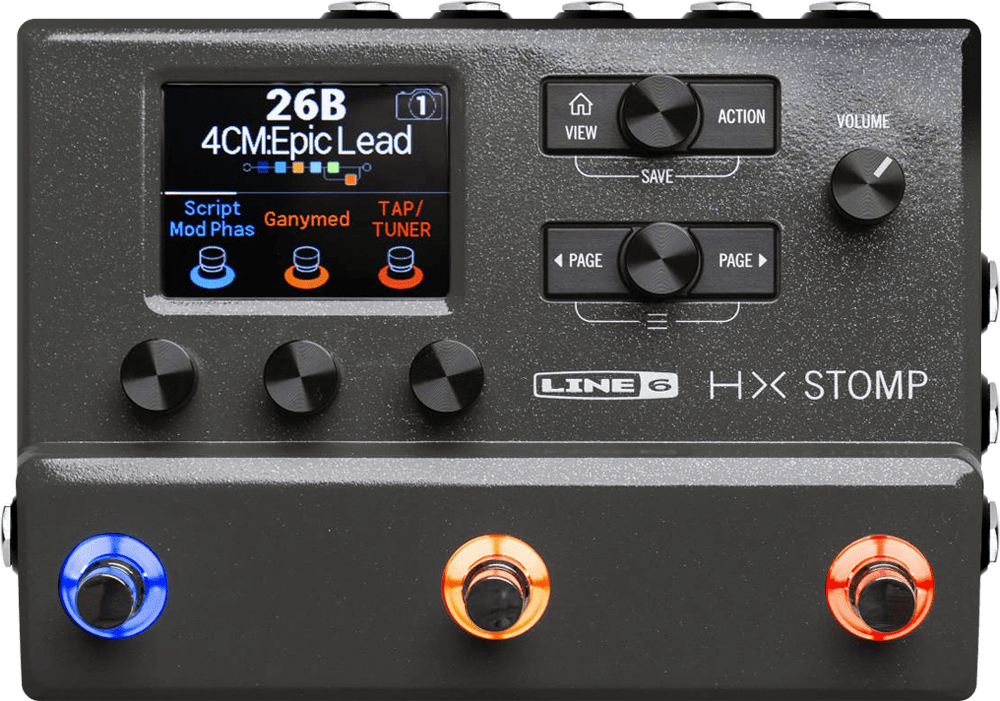 26B
1
4CM:Epic Lead
Script
Mod Phas
Ganymed
TAP/
TUNER
VIEW
ACTION
SAVE
VOLUME
PAGE
PAGE
LINE 6
HX STOMP